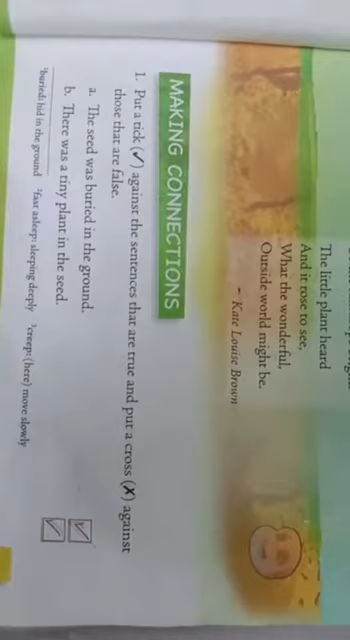 The little plant heard
And it rose to see,
What the wonderful,
Outside world might be.
- Kate Louise Brown
MAKING CONNECTIONS
1. Put a tick (✓) against the sentences that are true and put a cross (✗) against
those that are false.
a. The seed was buried in the ground. ✓
b. There was a tiny plant in the seed. ✓
¹buried: hid in the ground ²fast asleep: sleeping deeply ³creep: (here) move slowly